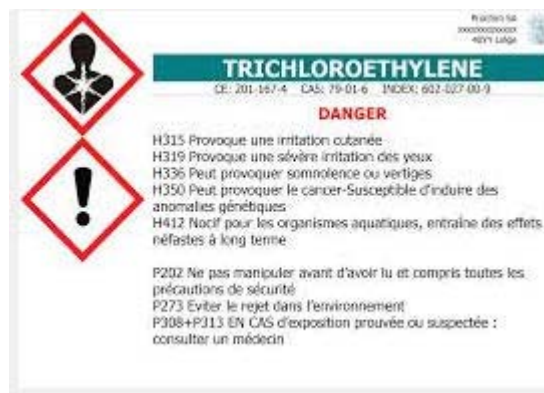 Prochim SA
4071 Liège
TRICHLOROETHYLENE
CE: 201-167-4 CAS: 79-01-6 INDEX: 602-027-00-9
DANGER
H315 Provoque une irritation cutanée
H319 Provoque une sévère irritation des yeux
H336 Peut provoquer somnolence ou vertiges
H350 Peut provoquer le cancer-Susceptible d'induire des
anomalies génétiques
H412 Nocif pour les organismes aquatiques, entraîne des effets
néfastes à long terme
P202 Ne pas manipuler avant d'avoir lu et compris toutes les
précautions de sécurité
P273 Eviter le rejet dans l'environnement
P308+P313 EN CAS d'exposition prouvée ou suspectée :
consulter un médecin